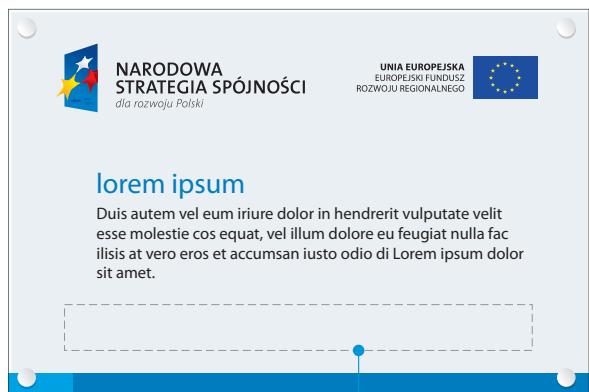 NARODOWA
STRATEGIA SPÓJNOŚCI
dla rozwoju Polski
UNIA EUROPEJSKA
EUROPEJSKI FUNDUSZ
ROZWOJU REGIONALNEGO
lorem ipsum
Duis autem vel eum iriure dolor in hendrerit vulputate velit
esse molestie cos equat, vel illum dolore eu feugiat nulla fac
ilisis at vero eros et accumsan iusto odio di Lorem ipsum dolor
sit amet.